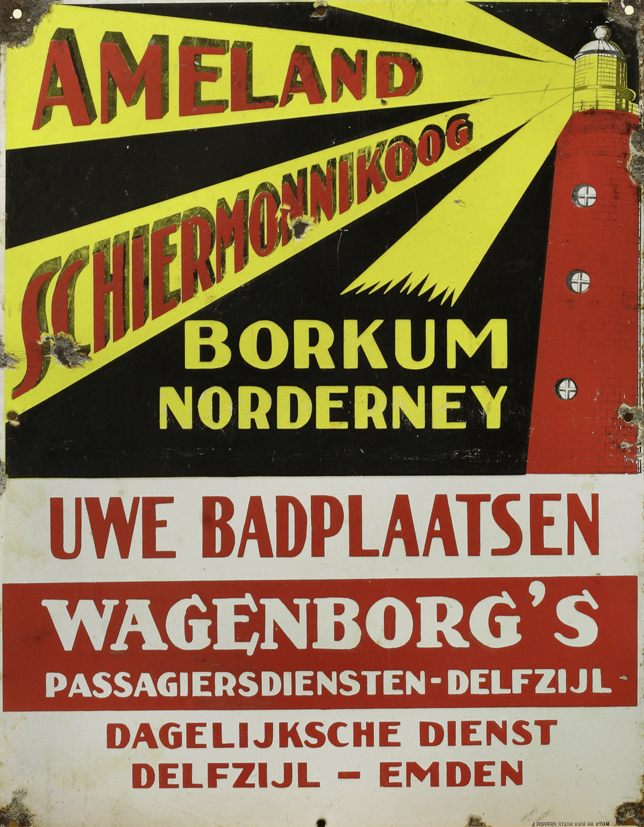 AMELAND
SCHIERMONNIKOOG
BORKUM
NORDERNEY
UWE BADPLAATSEN
WAGENBORG'S
PASSAGIERSDIENSTEN-DELFZIJL
DAGELIJKSCHE DIENST
DELFZIJL – EMDEN